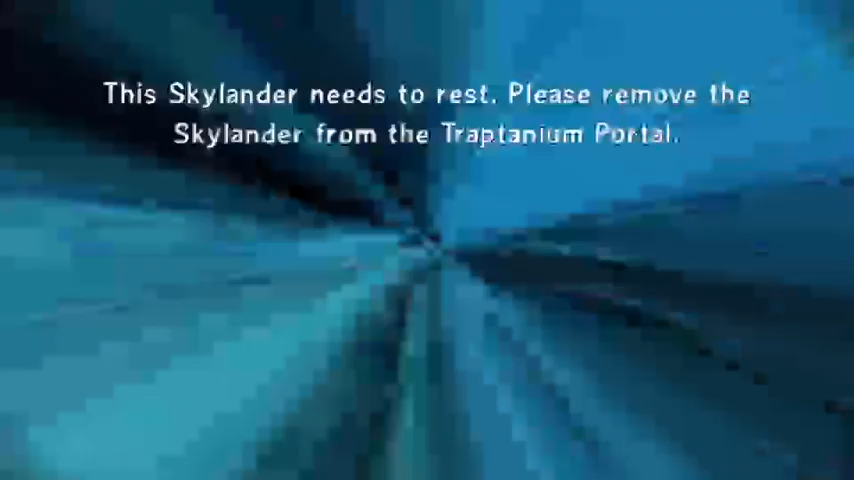 This Skylander needs to rest. Please remove the
Skylander from the Traptanium Portal.